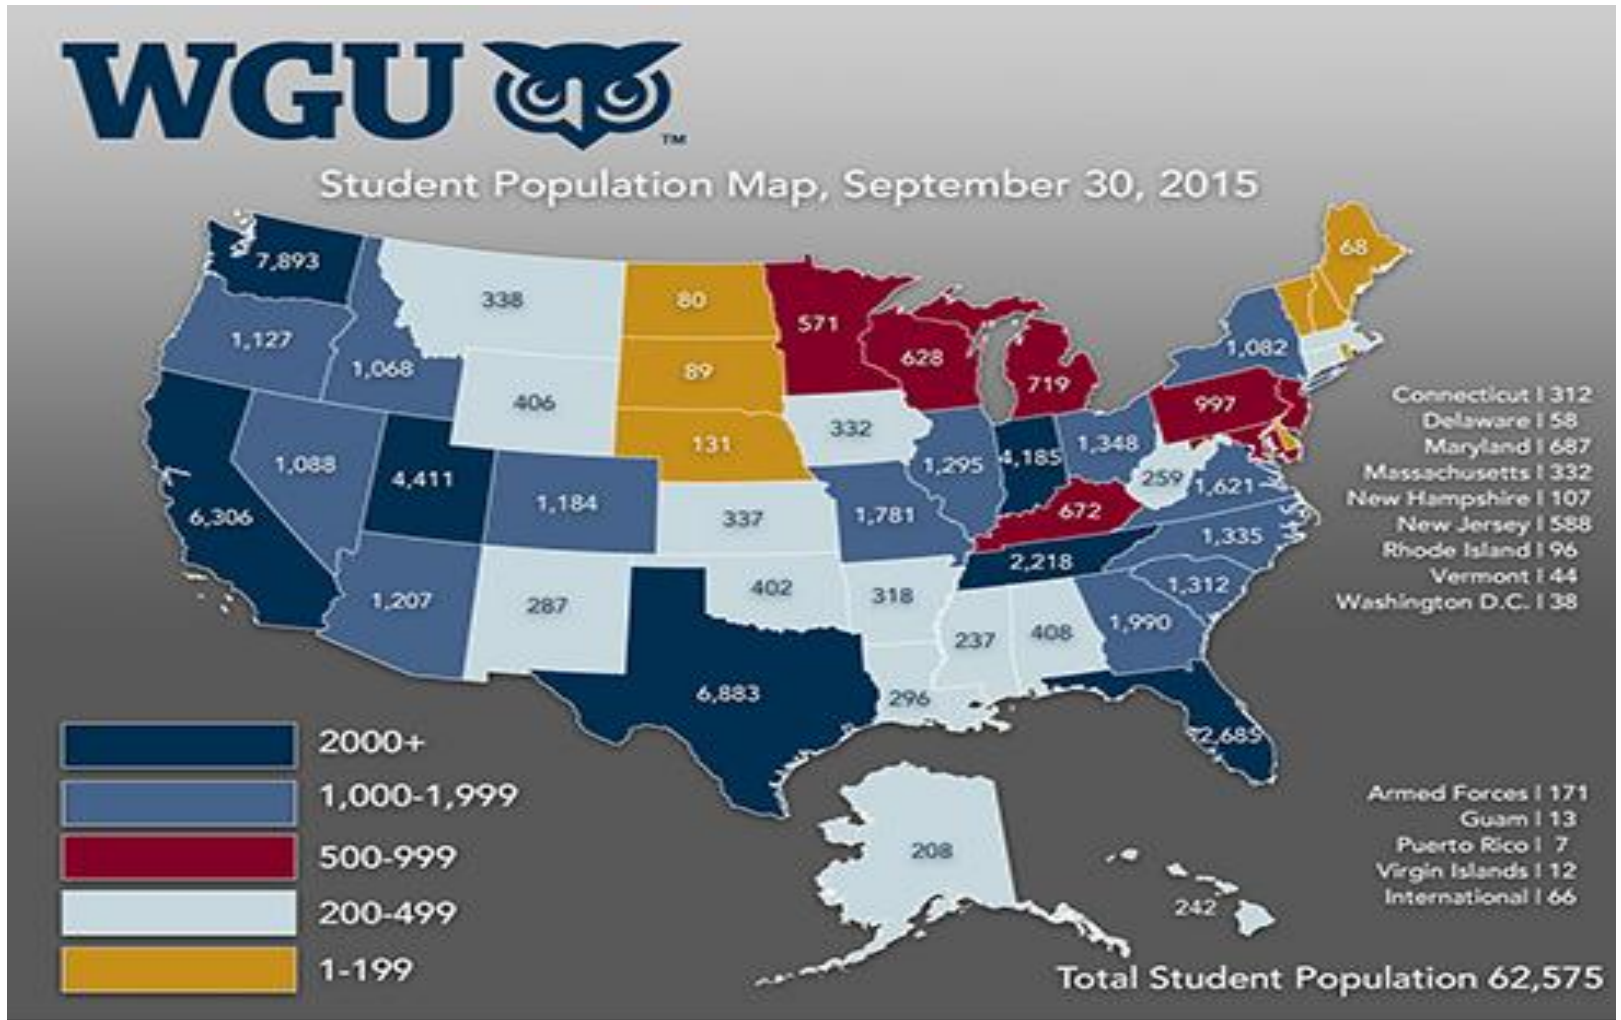 WGU
TM
Student Population Map, September 30, 2015
7,893
338
80
571
68
1,127
1,068
628
1,082
89
719
406
997
332
131
1,088
4,411
1,295
4,185
1,348
259
1,621
6,306
1,184
337
1,781
672
1,335
2,218
1,207
287
402
318
1,312
237
408
1,990
6,883
296
2,685
Connecticut | 312
Delaware | 58
Maryland | 687
Massachusetts | 332
New Hampshire | 107
New Jersey | 588
Rhode Island | 96
Vermont | 44
Washington D.C. | 38
2000+
1,000-1,999
500-999
200-499
1-199
208
242
Armed Forces | 171
Guam | 13
Puerto Rico | 7
Virgin Islands | 12
International | 66
Total Student Population 62,575